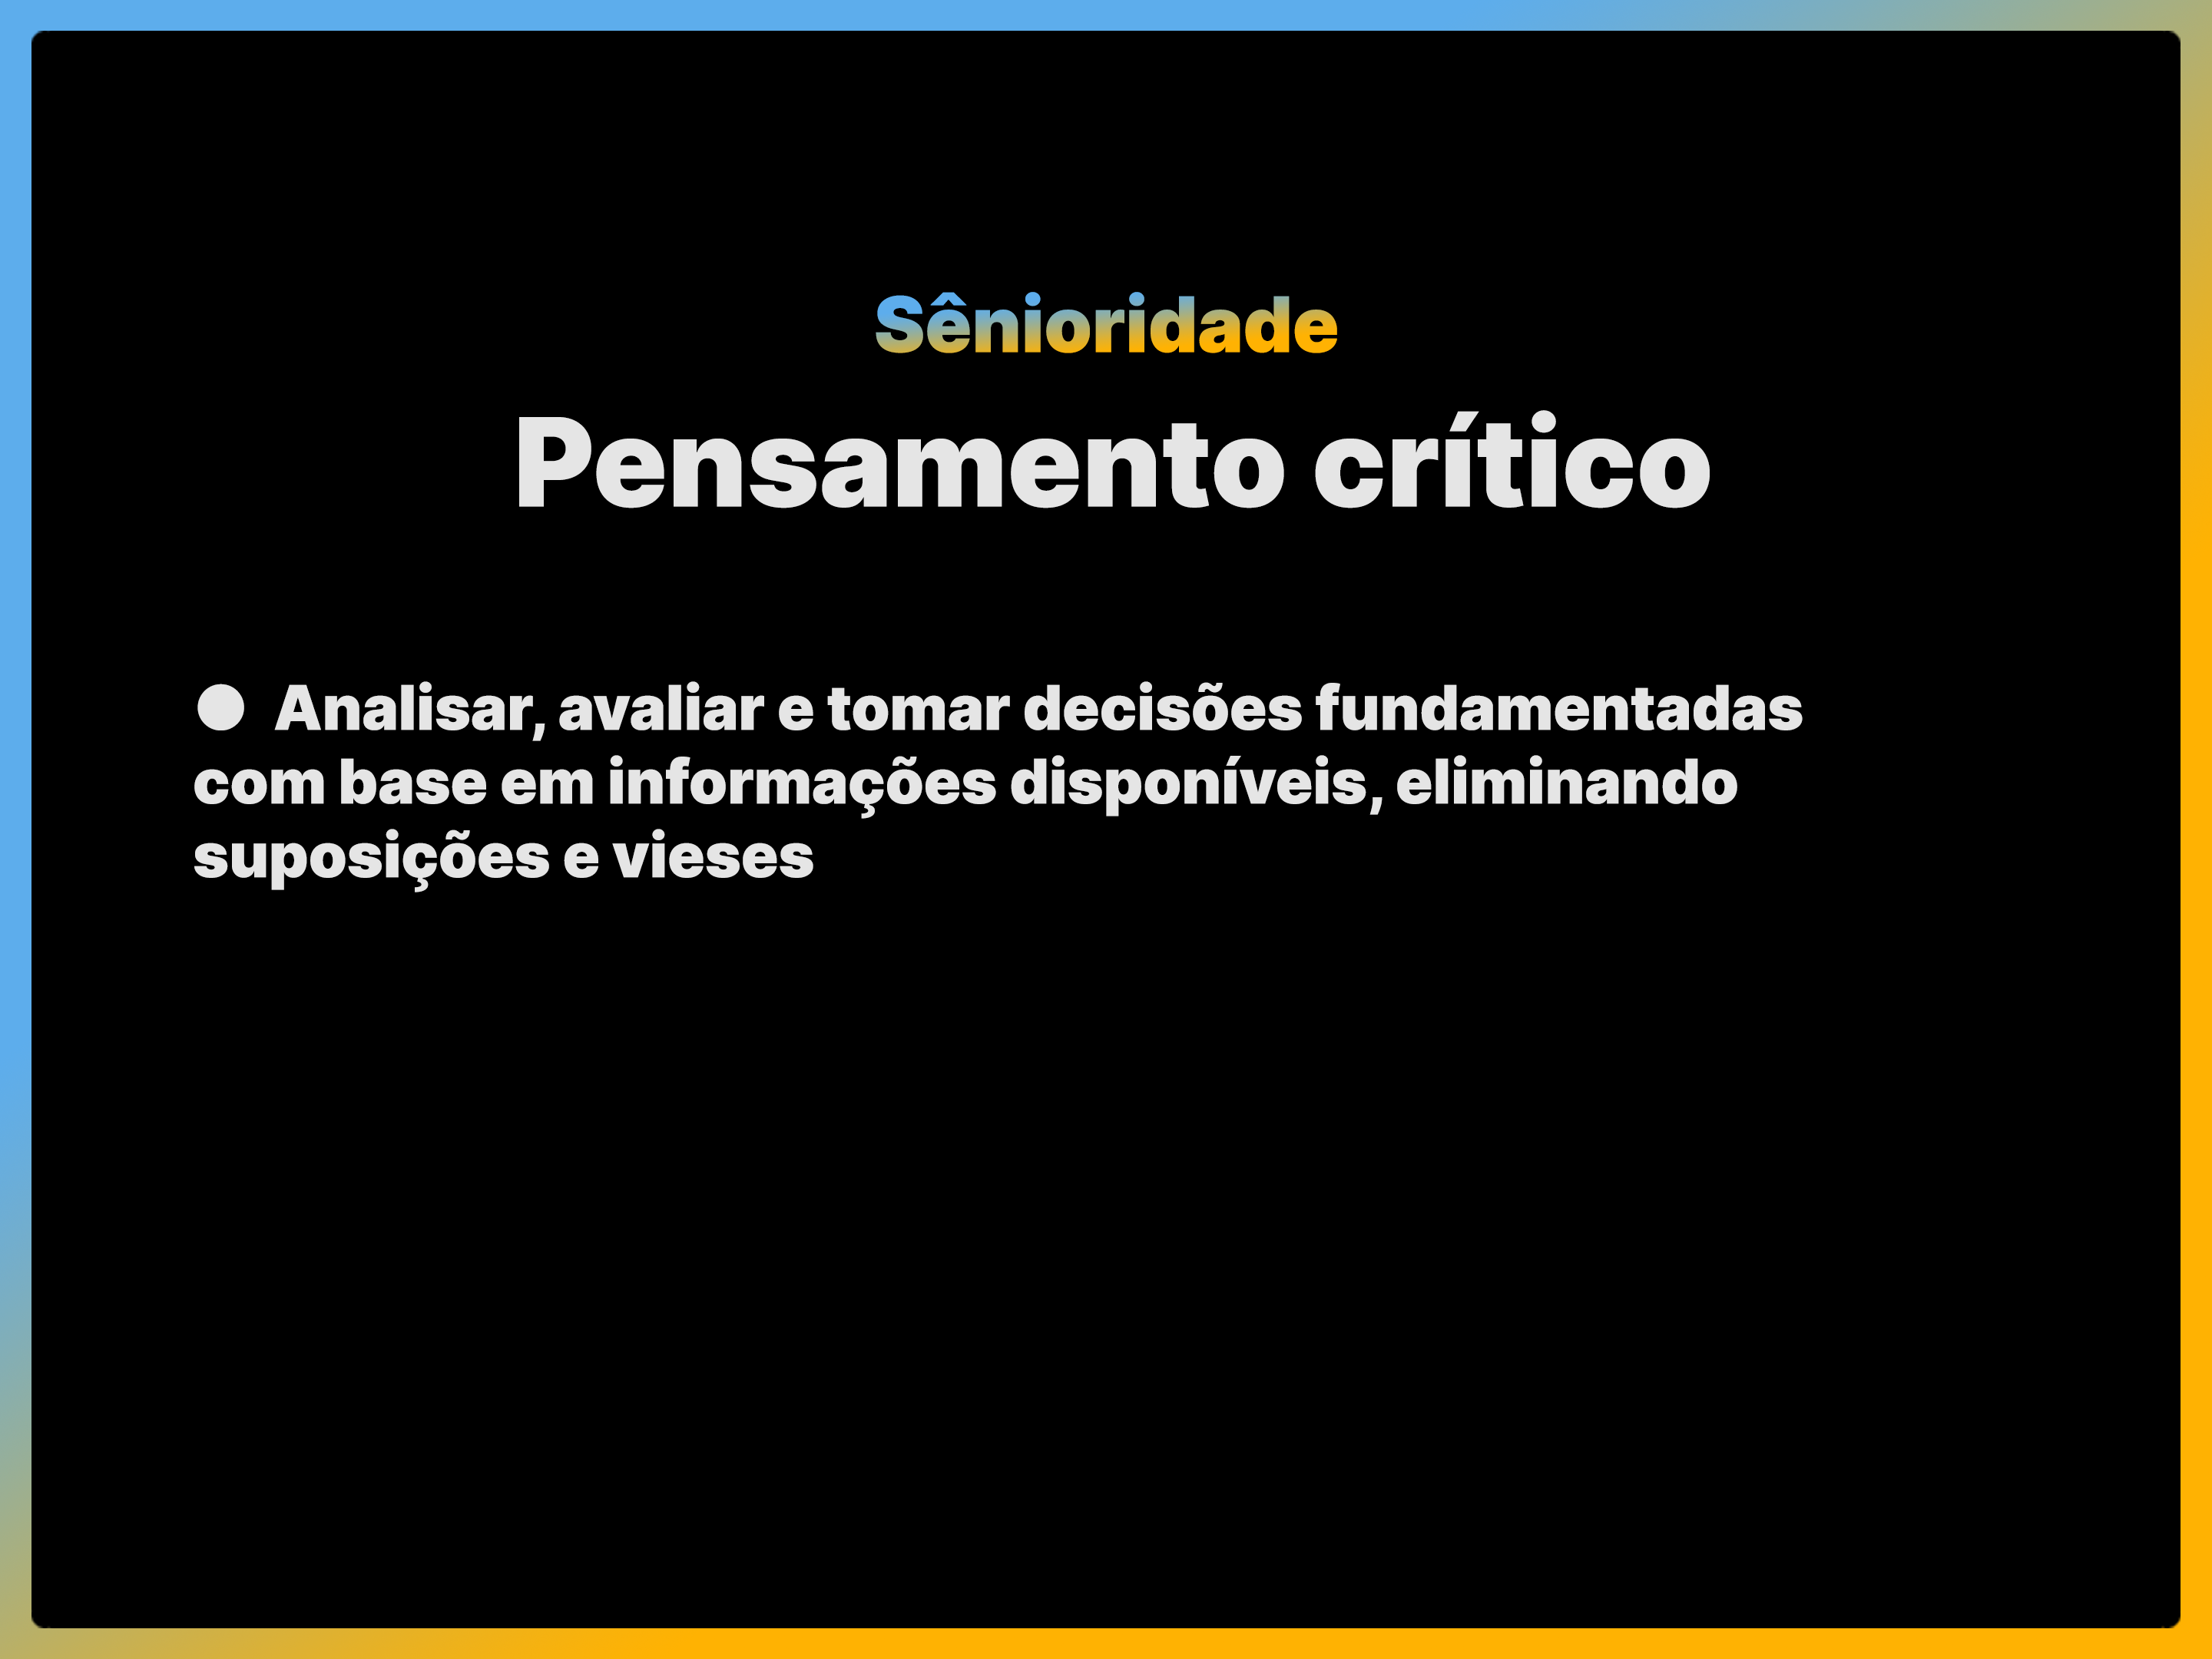 Sênioridade
Pensamento crítico
● Analisar, avaliar e tomar decisões fundamentadas
com base em informações disponíveis, eliminando
suposições e vieses